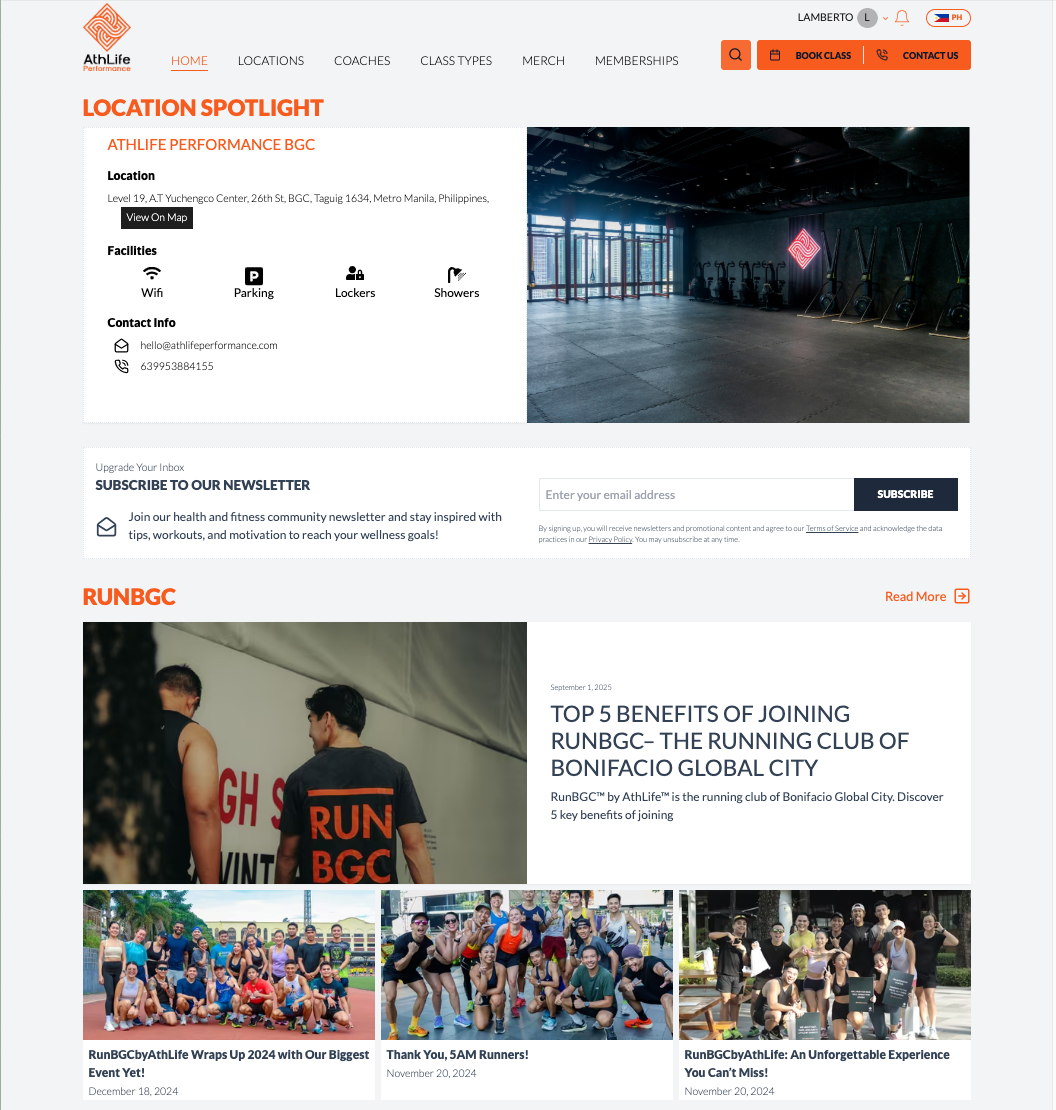 LAMBERTO L PH
AthLife
Performance
HOME LOCATIONS COACHES CLASS TYPES MERCH MEMBERSHIPS BOOK CLASS CONTACT US
LOCATION SPOTLIGHT
ATHLIFE PERFORMANCE BGC
Location
Level 19, A.T Yuchengco Center, 26th St, BGC, Taguig 1634, Metro Manila, Philippines,
View On Map
Facilities
P
Wifi Parking Lockers Showers
Contact Info
hello@athlifeperformance.com
639953884155
Upgrade Your Inbox
SUBSCRIBE TO OUR NEWSLETTER
Join our health and fitness community newsletter and stay inspired with
tips, workouts, and motivation to reach your wellness goals!
Enter your email address SUBSCRIBE
By signing up, you will receive newsletters and promotional content and agree to our Terms of Service and acknowledge the data
practices in our Privacy Policy. You may unsubscribe at any time.
RUNBGC Read More
GH S
VINT
RUN
BGC
September 1, 2025
TOP 5 BENEFITS OF JOINING
RUNBGC– THE RUNNING CLUB OF
BONIFACIO GLOBAL CITY
RunBGC™ by AthLife™ is the running club of Bonifacio Global City. Discover
5 key benefits of joining
RunBGCbyAthLife Wraps Up 2024 with Our Biggest
Event Yet!
December 18, 2024
Thank You, 5AM Runners!
November 20, 2024
RunBGCbyAthLife: An Unforgettable Experience
You Can't Miss!
November 20, 2024